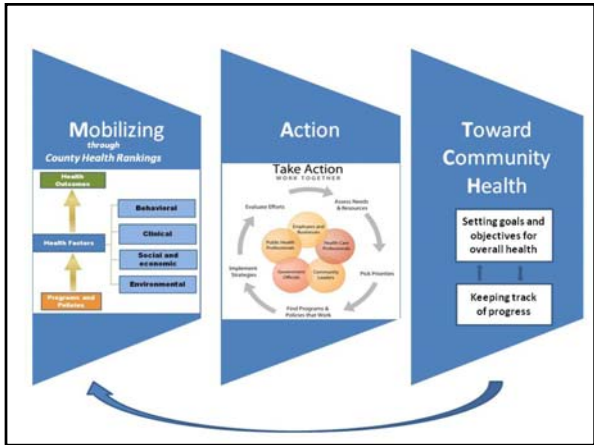 Mobilizing
through
County Health Rankings
Health
Outcomes
Health Factors
Programs and
Policies
Behavioral
Clinical
Social and
economic
Environmental
Action
Take Action
WORK TOGETHER
Assess Needs
& Resources
Pick Priorities
Find Programs &
Policies that Work
Implement
Strategies
Evaluate Efforts
Employers and
Businesses
Health Care
Professionals
Community
Leaders
Government
Officials
Public Health
Professionals
Toward
Community
Health
Setting goals and
objectives for
overall health
Keeping track
of progress